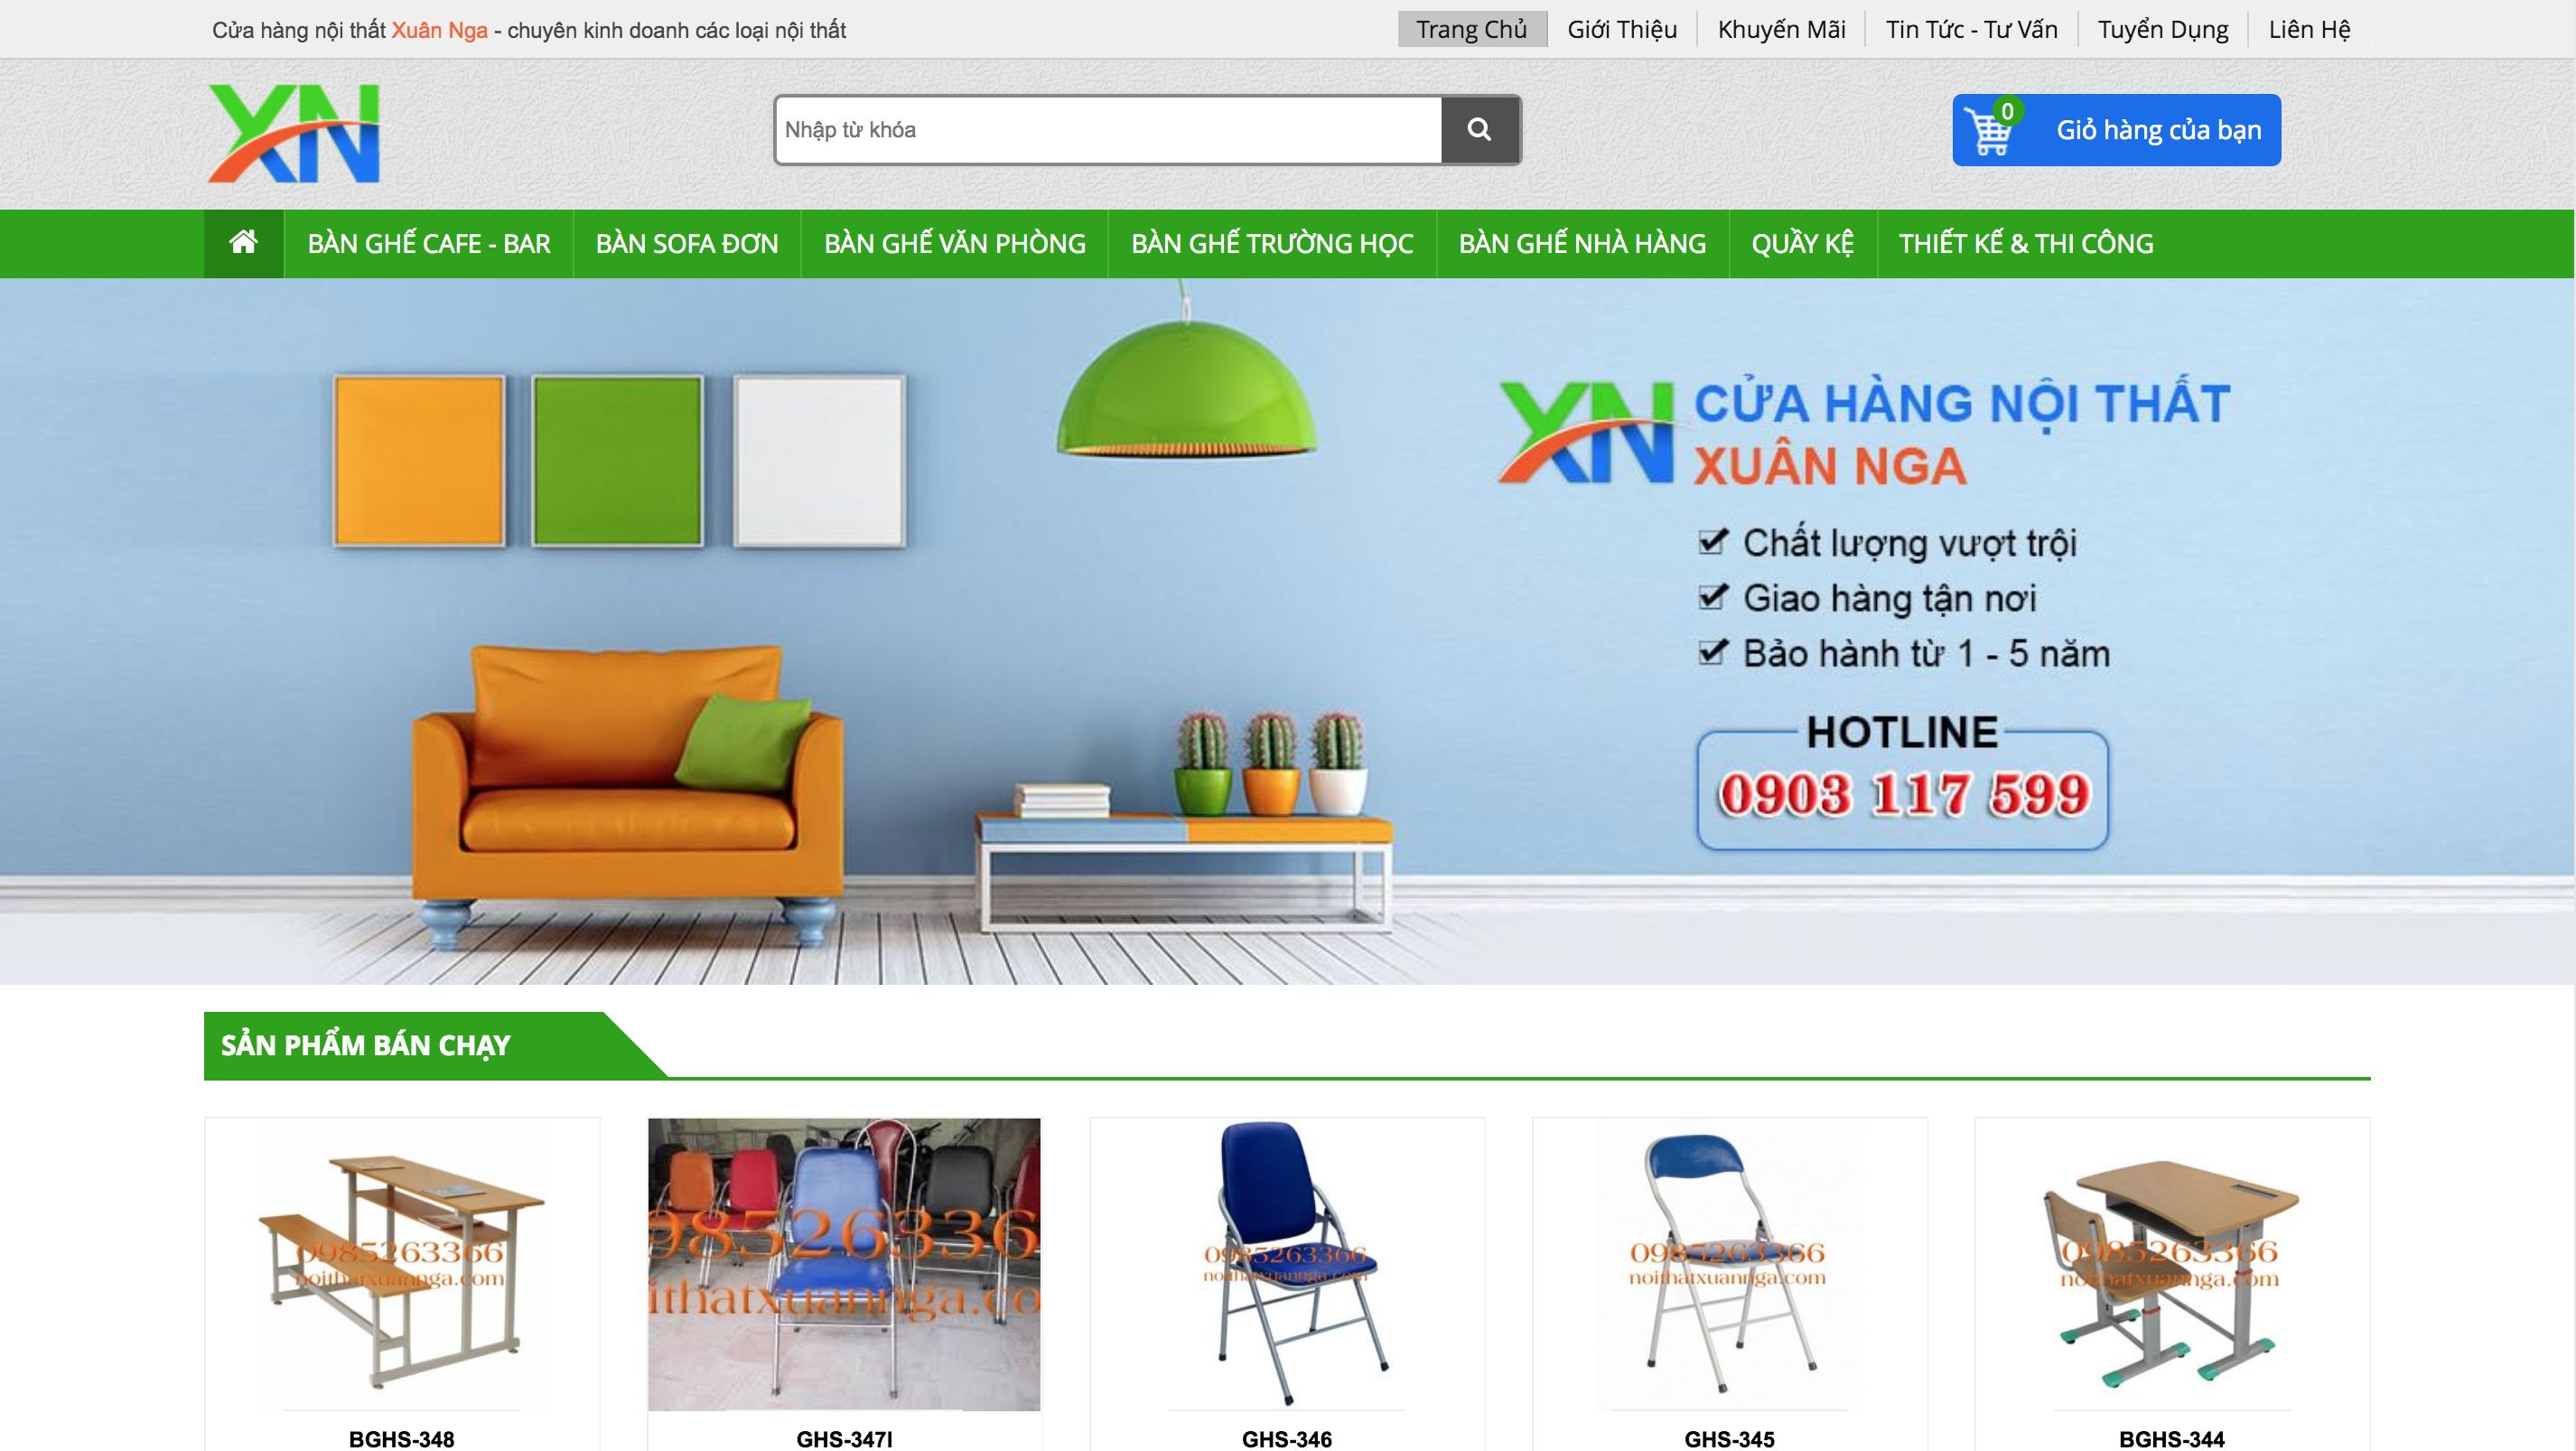 Cửa hàng nội thất Xuân Nga - chuyên kinh doanh các loại nội thất
Trang Chủ Giới Thiệu Khuyến Mãi Tin Tức - Tư Vấn Tuyển Dụng Liên Hệ
XN
Nhập từ khóa
0 Giỏ hàng của bạn
BÀN GHẾ CAFE - BAR BÀN SOFA ĐƠN BÀN GHẾ VĂN PHÒNG BÀN GHẾ TRƯỜNG HỌC BÀN GHẾ NHÀ HÀNG QUẦY KỆ THIẾT KẾ & THI CÔNG
XN CỬA HÀNG NỘI THẤT
XUÂN NGA
Chất lượng vượt trội
Giao hàng tận nơi
Bảo hành từ 1 - 5 năm
HOTLINE
0903 117 599
SẢN PHẨM BÁN CHẠY
0985263366
noithatxuannga.com
98526336
ithatxuannga.co
0985263366
noithatxuannga.com
0985263366
noithatxuannga.com
0985263366
noithatxuannga.com
BGHS-348 GHS-347I GHS-346 GHS-345 BGHS-344